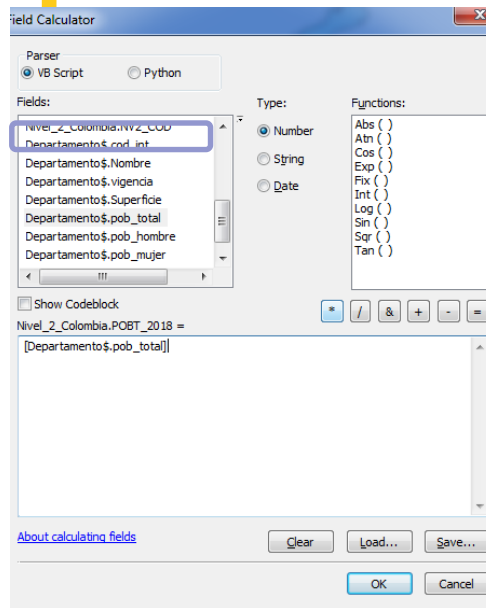 Field Calculator
Parser
VB Script
Python
Fields:
Nivel_2_Colombia.NV2_COD
Departamento$.cod_int
Departamento$.Nombre
Departamento$.vigencia
Departamento$.Superficie
Departamento$.pob_total
Departamento$.pob_hombre
Departamento$.pob_mujer
Type:
Number
String
Date
Functions:
Abs ( )
Atn ( )
Cos ( )
Exp ( )
Fix ( )
Int ( )
Log ( )
Sin ( )
Sqr ( )
Tan ( )
Show Codeblock
* / & + - =
Nivel_2_Colombia.POBT_2018 =
[Departamento$.pob_total]
About calculating fields
Clear
Load...
Save...
OK
Cancel